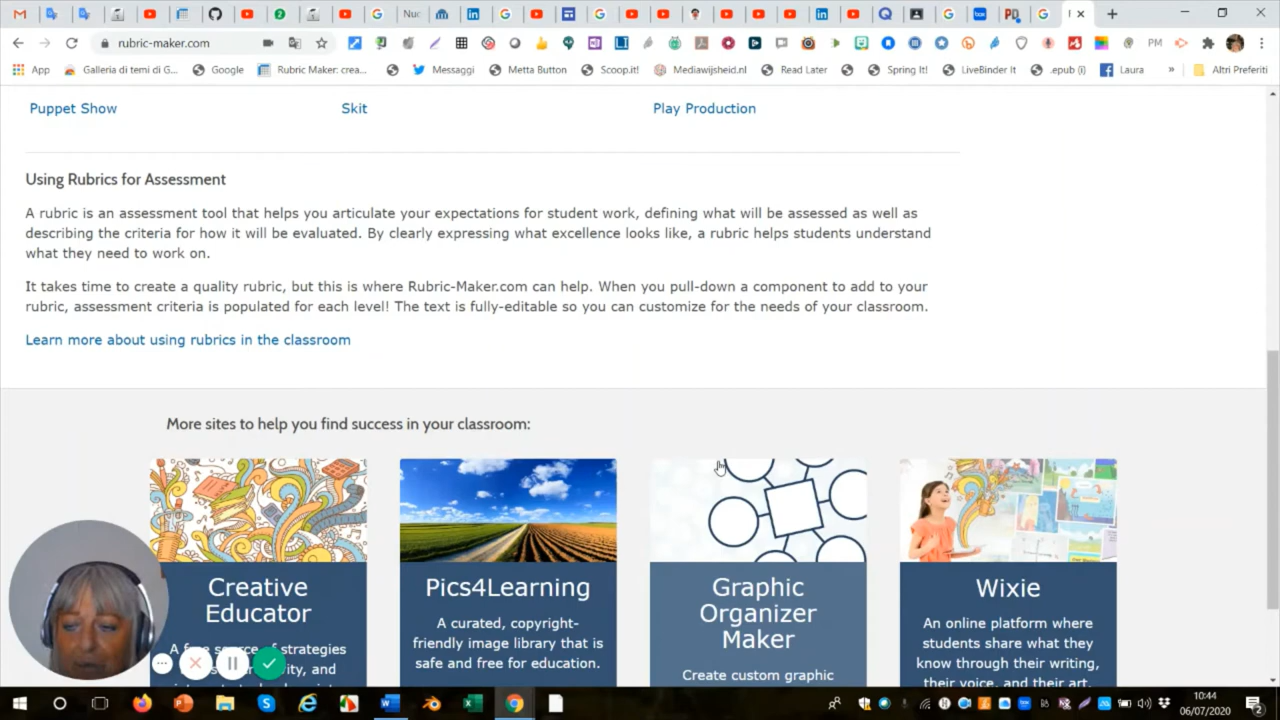 Nuc
rubric-maker.com
PM
App
Galleria di temi di G...
Google
Rubric Maker: crea...
Messaggi
Metta Button
Scoop.it!
Mediawijsheid.nl
Read Later
Spring It!
LiveBinder It
.epub (i)
Laura
»
Altri Preferiti
Puppet Show
Skit
Play Production
Using Rubrics for Assessment
A rubric is an assessment tool that helps you articulate your expectations for student work, defining what will be assessed as well as
describing the criteria for how it will be evaluated. By clearly expressing what excellence looks like, a rubric helps students understand
what they need to work on.
It takes time to create a quality rubric, but this is where Rubric-Maker.com can help. When you pull-down a component to add to your
rubric, assessment criteria is populated for each level! The text is fully-editable so you can customize for the needs of your classroom.
Learn more about using rubrics in the classroom
More sites to help you find success in your classroom:
Creative
Educator
A free source of strategies
Pics4Learning
A curated, copyright-
friendly image library that is
safe and free for education.
Graphic
Organizer
Maker
Create custom graphic
Wixie
An online platform where
students share what they
know through their writing,
their voice, and their art.
10:44
06/07/2020
2